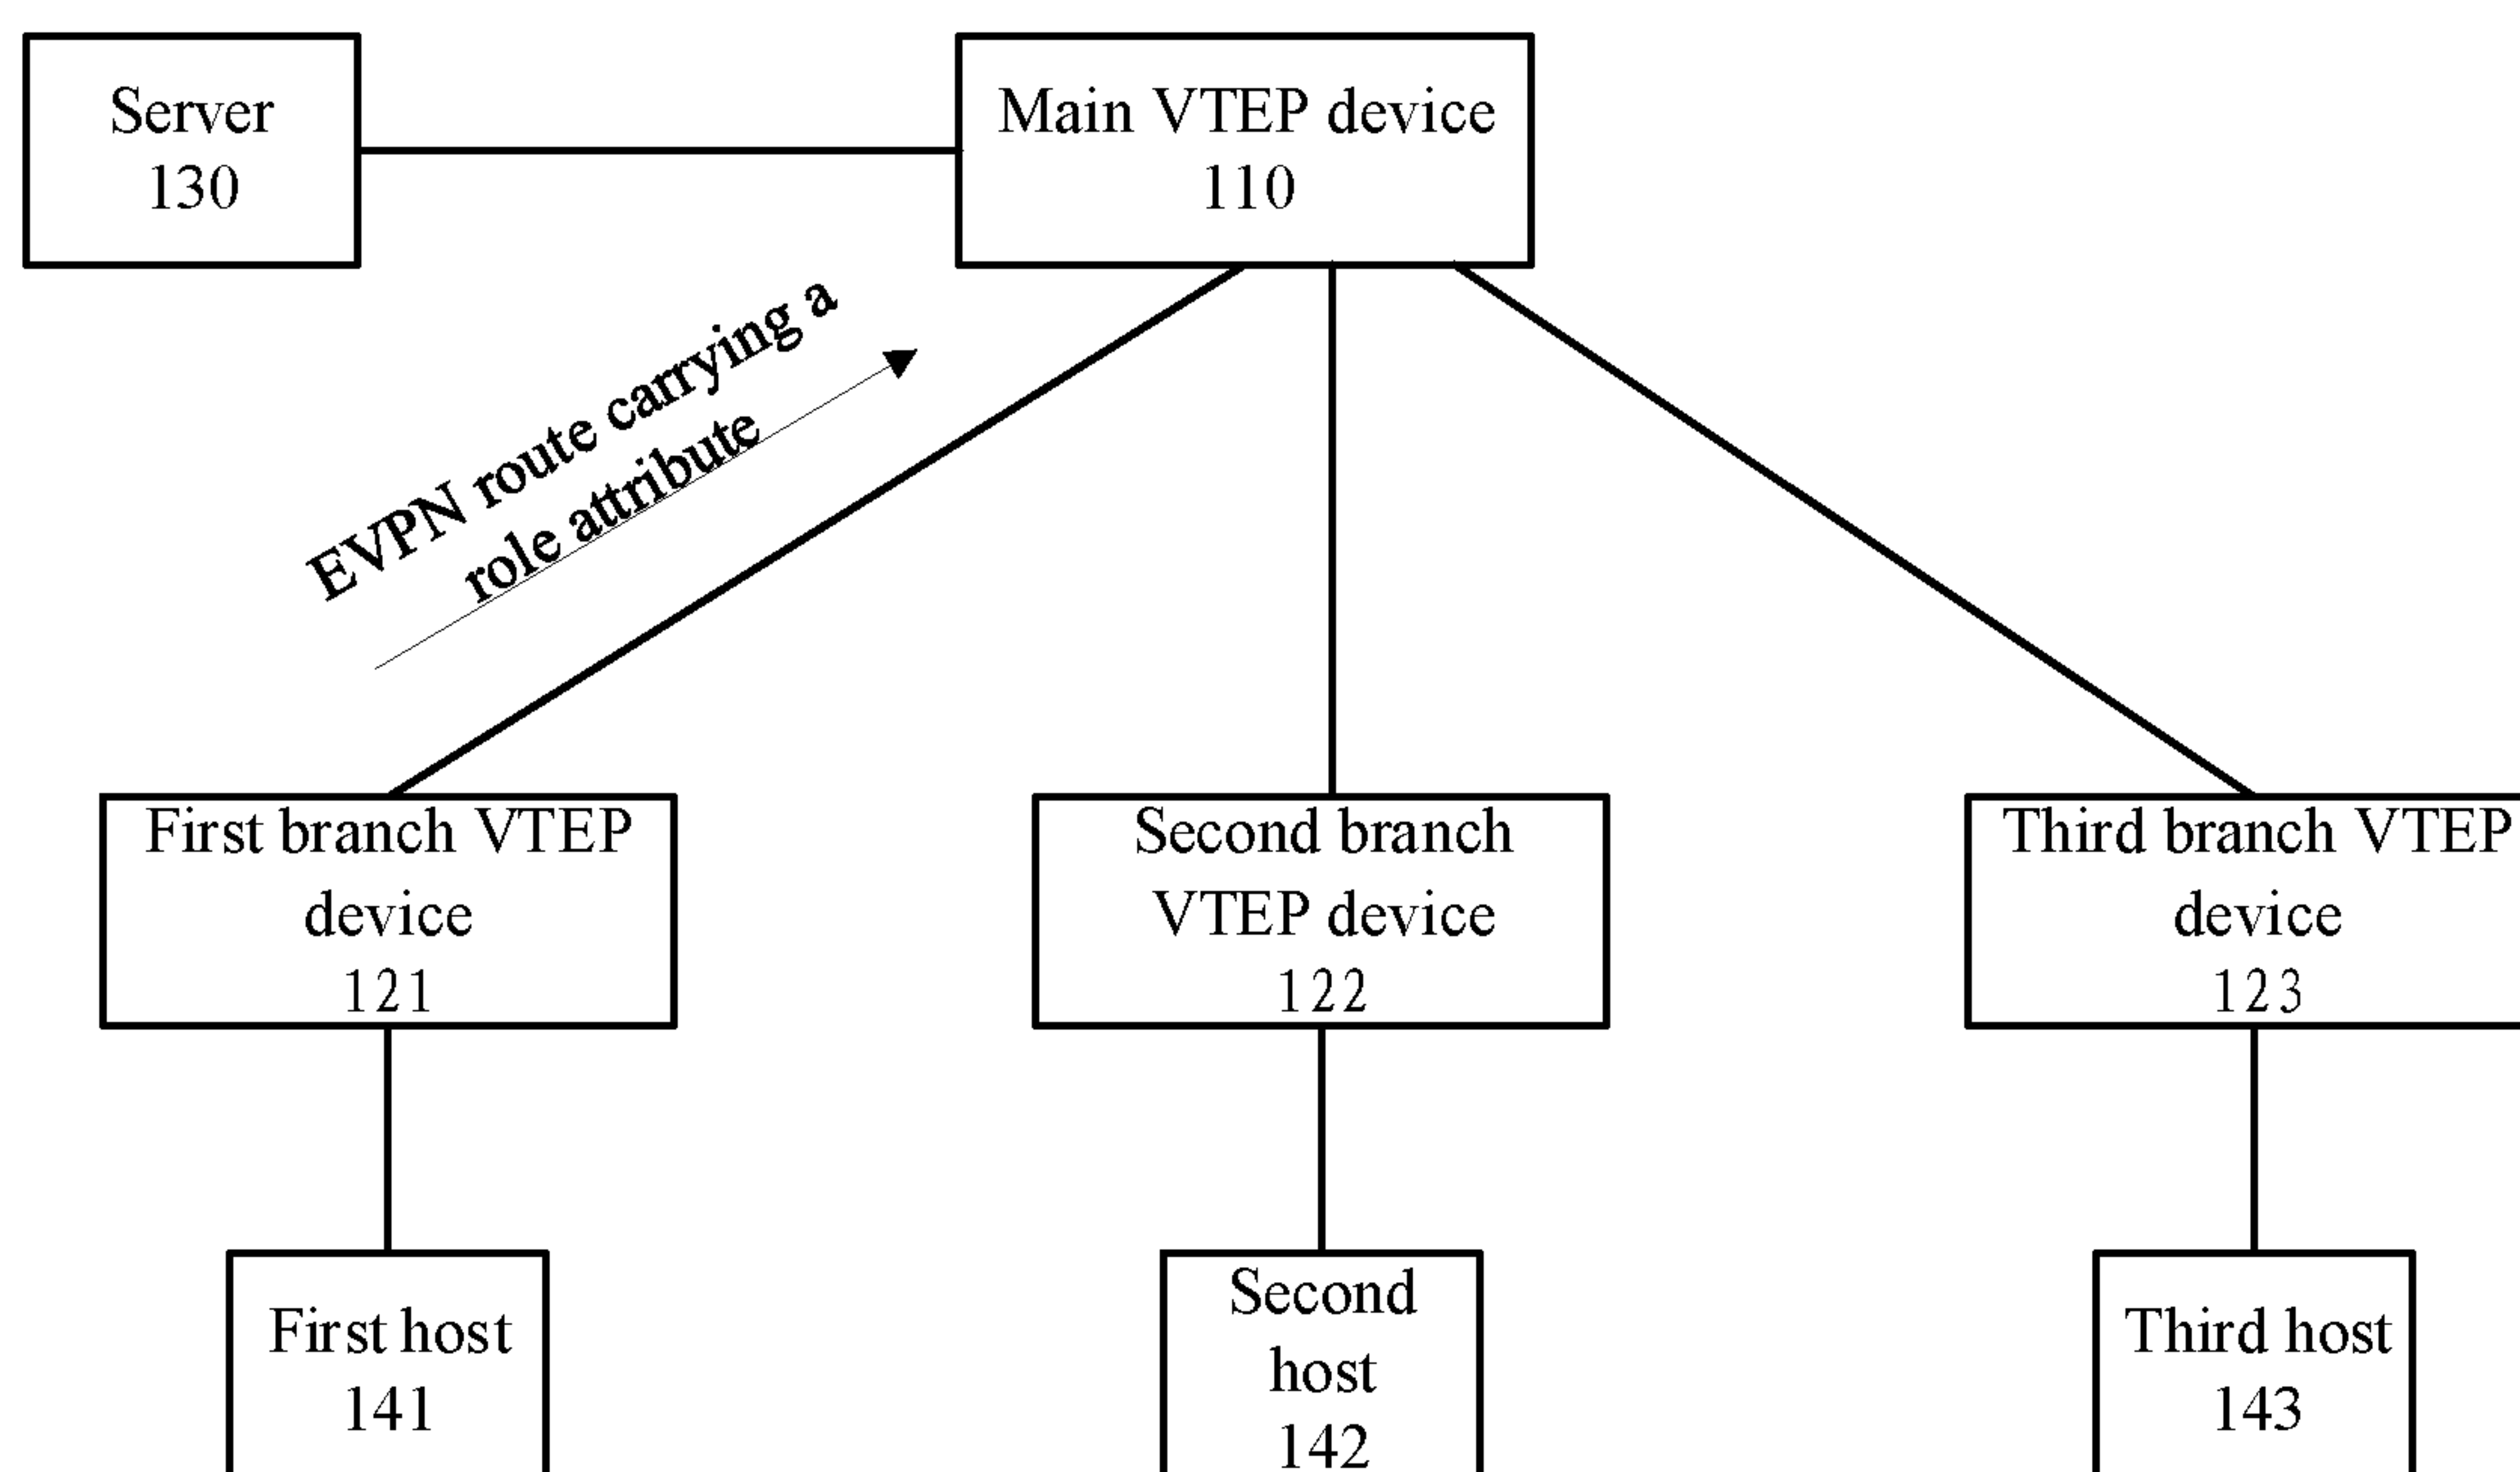 Server
130
Main VTEP device
110
EVPN route carrying a
role attribute
First branch VTEP
device
121
Second branch
VTEP device
122
Third branch VTEP
device
123
First host
141
Second
host
142
Third host
143